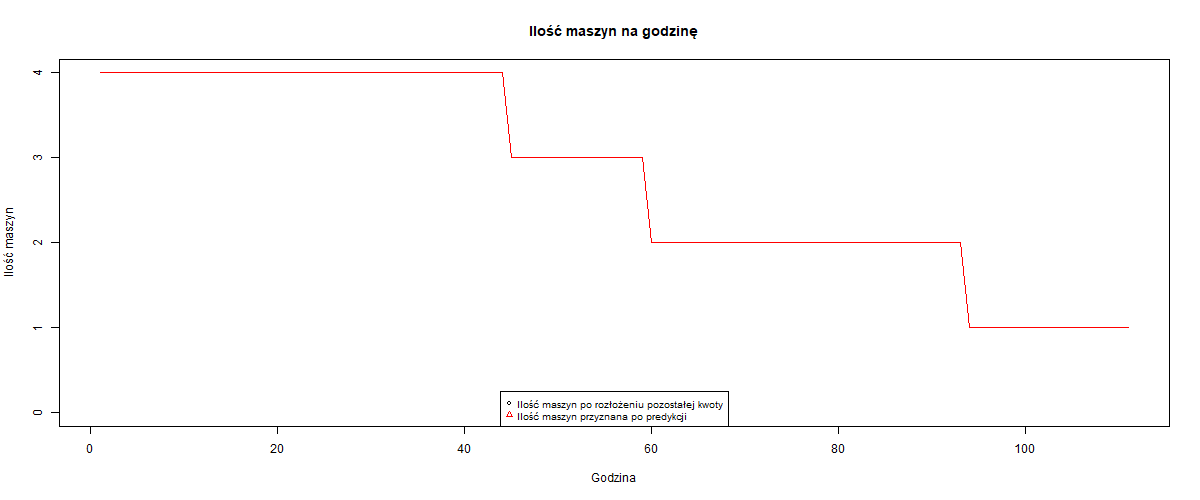 Ilość maszyn na godzinę
Ilość maszyn
4
3
2
1
0
Ilość maszyn po rozłożeniu pozostałej kwoty
Ilość maszyn przyznana po predykcji
0 20 40 60 80 100
Godzina